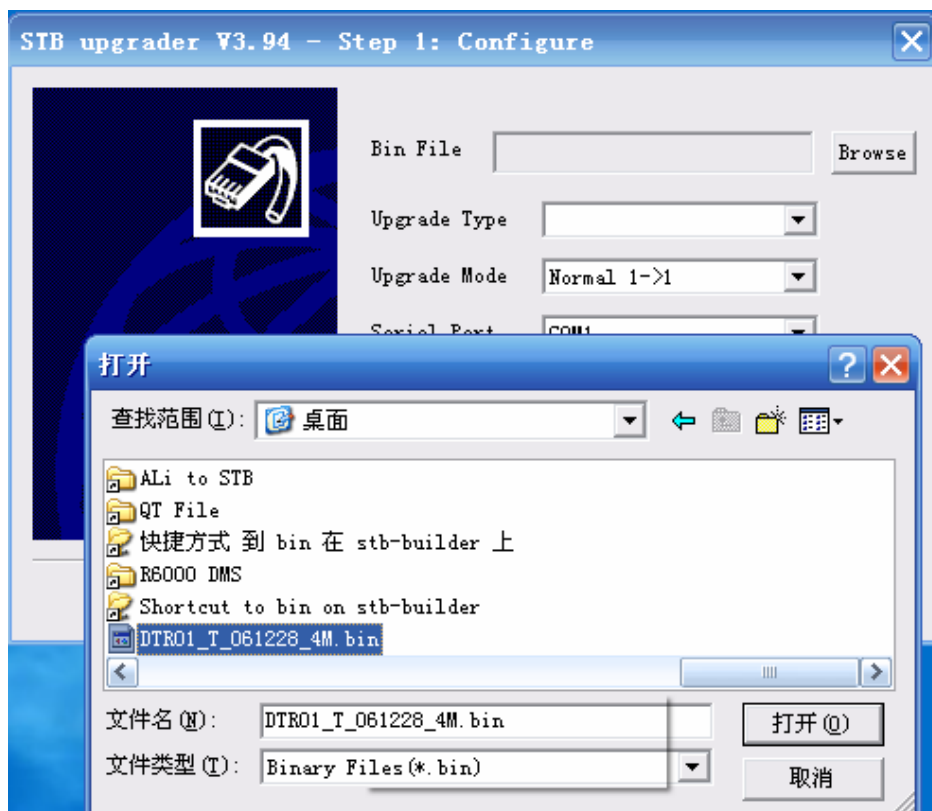 STB upgrader V3.94 - Step 1: Configure
Bin File
Browse
Upgrade Type
Upgrade Mode
Normal 1->1
Serial Port
COM1
打开
查找范围(I):
桌面
ALi to STB
QT File
快捷方式 到 bin 在 stb-builder 上
R6000 DMS
Shortcut to bin on stb-builder
DTR01_T_061228_4M.bin
文件名(N):
DTR01_T_061228_4M.bin
打开(O)
文件类型(T):
Binary Files(*.bin)
取消